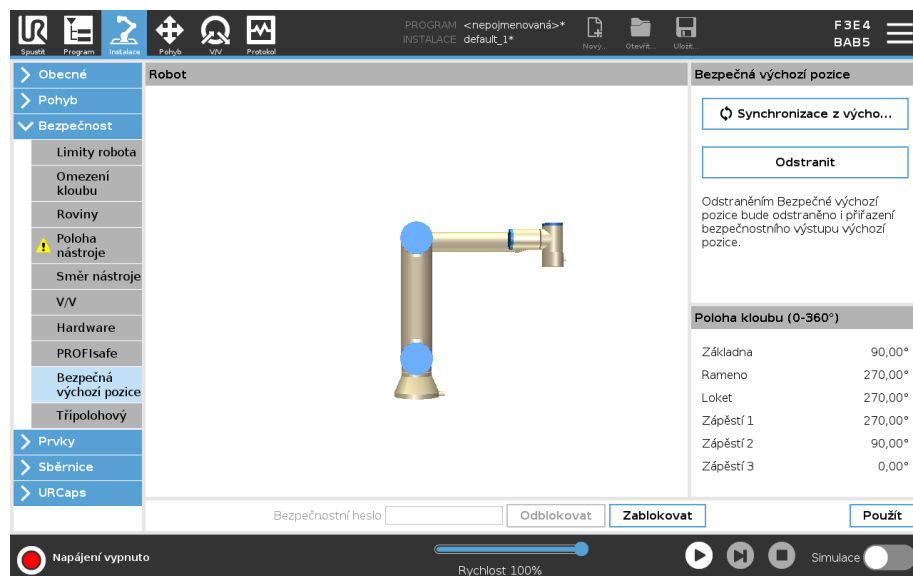 PROGRAM <nepojmenovaná>*
INSTALACE default_1*
F3E4
BAB5
Spustit Program Instalace Pohyb V/V Protokol Nový... Otevřít... Uložit...
Obecné
Pohyb
Bezpečnost
Limity robota
Omezení
kloubu
Roviny
Poloha
nástroje
Směr nástroje
V/V
Hardware
PROFIsafe
Bezpečná
výchozí pozice
Třípolohový
Prvky
Sběrnice
URCaps
Robot
Bezpečná výchozí pozice
Synchronizace z výcho...
Odstranit
Odstraněním Bezpečné výchozí
pozice bude odstraněno i přiřazení
bezpečnostního výstupu výchozí
pozice.
Poloha kloubu (0-360°)
Základna 90,00°
Rameno 270,00°
Loket 270,00°
Zápěstí 1 270,00°
Zápěstí 2 90,00°
Zápěstí 3 0,00°
Bezpečnostní heslo Odblokovat Zablokovat Použít
Napájení vypnuto
Rychlost 100%
Simulace